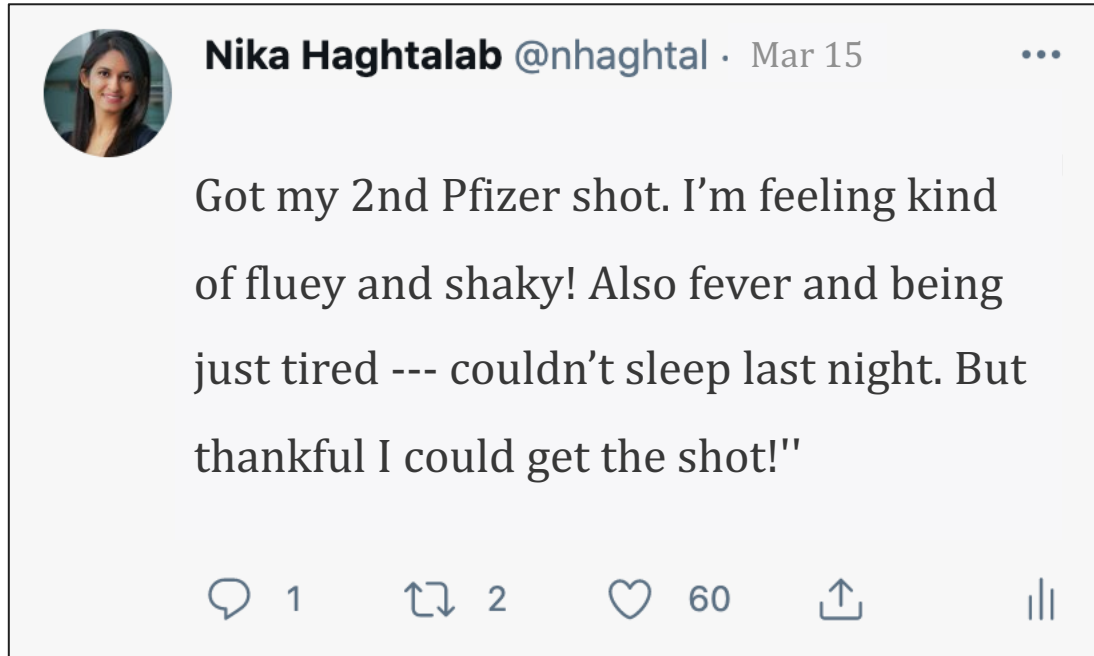 Nika Haghtalab @nhaghtal · Mar 15
Got my 2nd Pfizer shot. I’m feeling kind
of fluey and shaky! Also fever and being
just tired --- couldn’t sleep last night. But
thankful I could get the shot!''
1 2 60